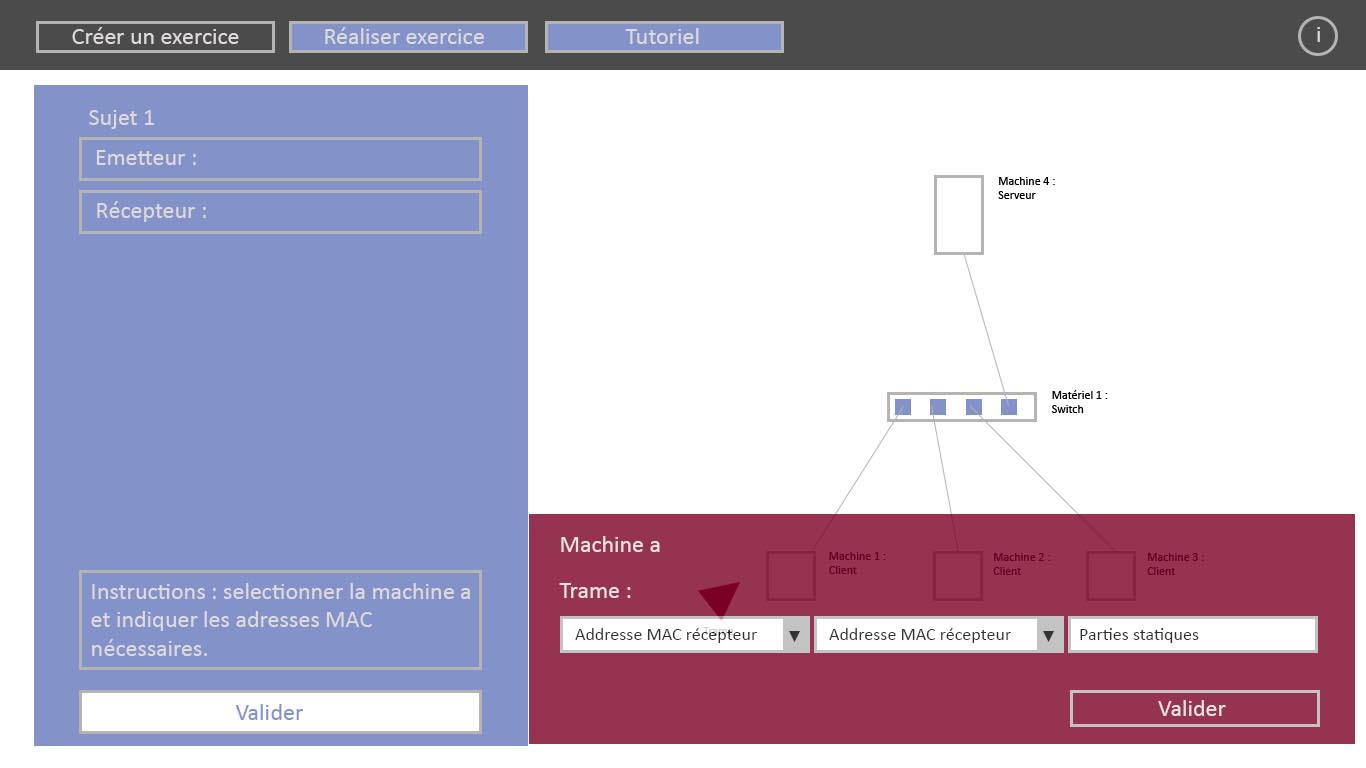 Créer un exercice
Réaliser exercice
Tutoriel
i
Sujet 1
Emetteur :
Récepteur :
Instructions : selectionner la machine a
et indiquer les adresses MAC
nécessaires.
Valider
Machine 4 :
Serveur
Matériel 1 :
Switch
Machine 1 :
Client
Machine 2 :
Client
Machine 3 :
Client
Machine a
Trame :
Addresse MAC récepteur
Addresse MAC récepteur
Parties statiques
Valider